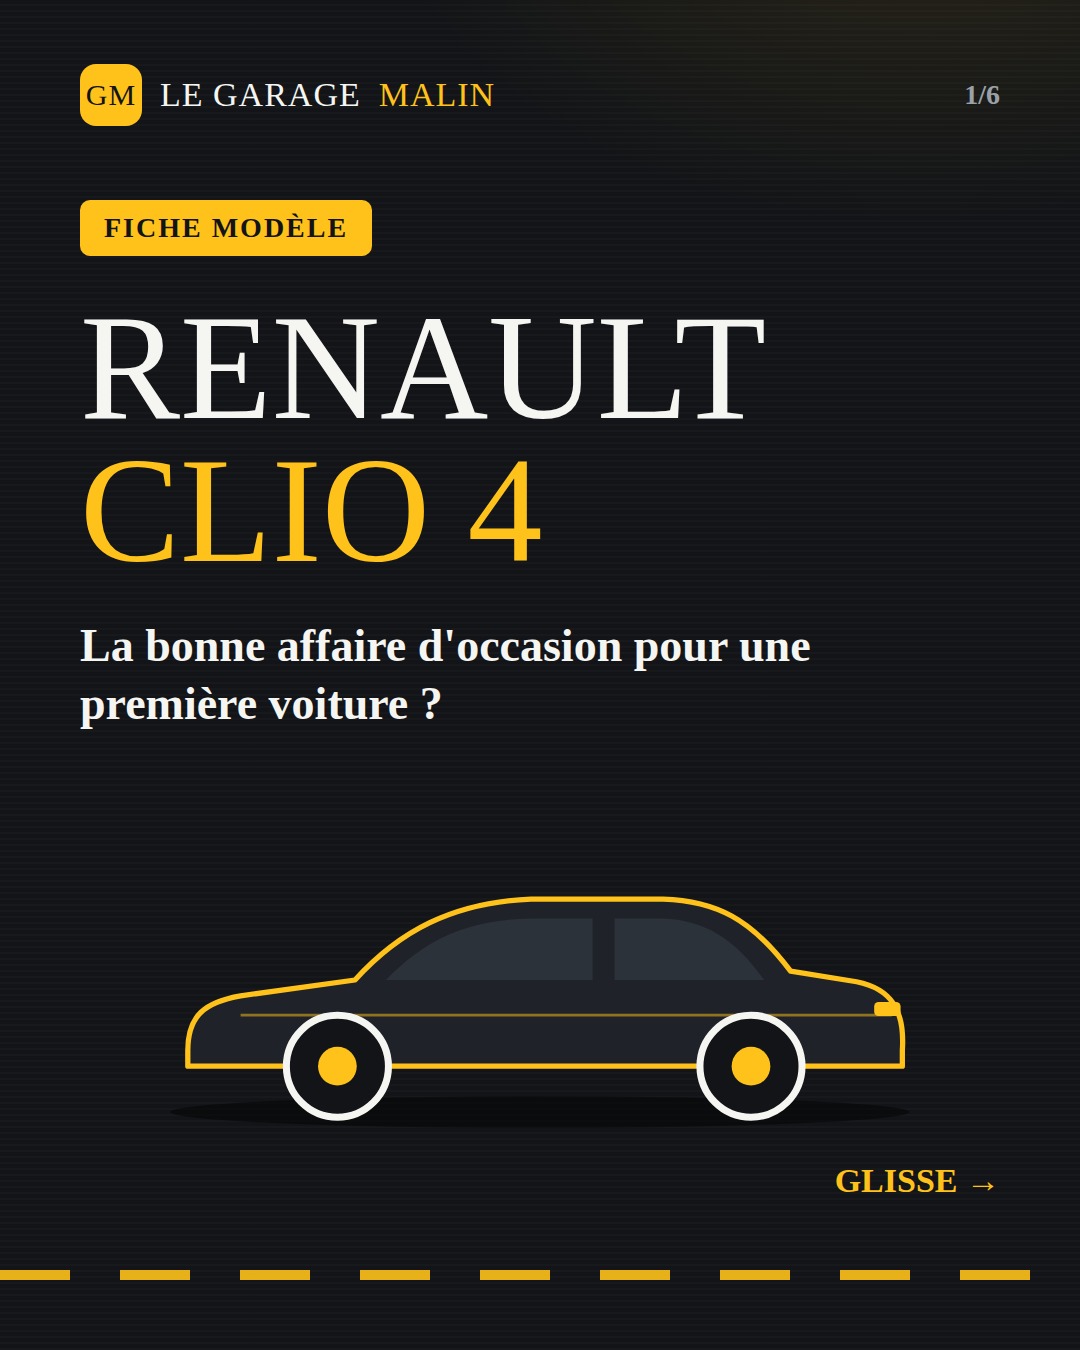 GM LE GARAGE MALIN
1/6
FICHE MODÈLE
RENAULT
CLIO 4
La bonne affaire d'occasion pour une
première voiture ?
GLISSE →